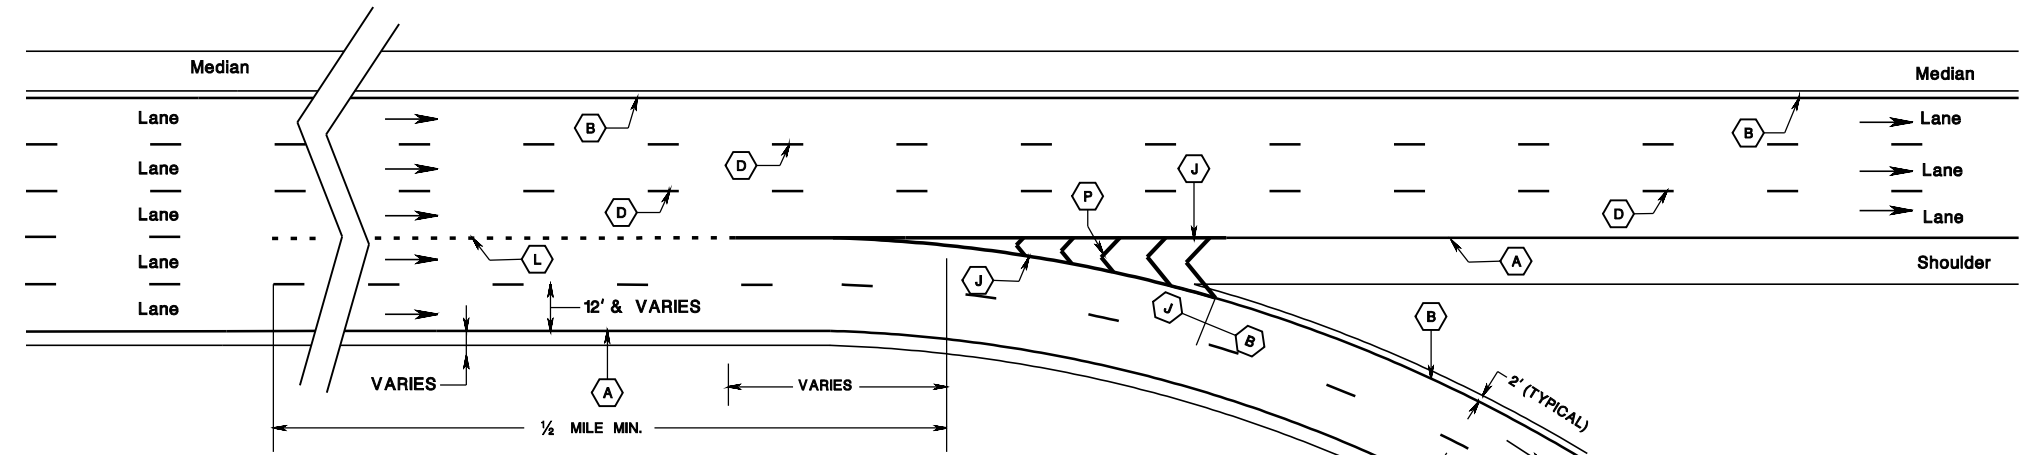 Median
Median
Lane
Lane
B
B
D
J
Lane
Lane
P
D
D
Lane
Lane
L
A
Lane
Shoulder
J
Lane
12' & VARIES
J
B
B
VARIES
VARIES
A
2' (TYPICAL)
½ MILE MIN.